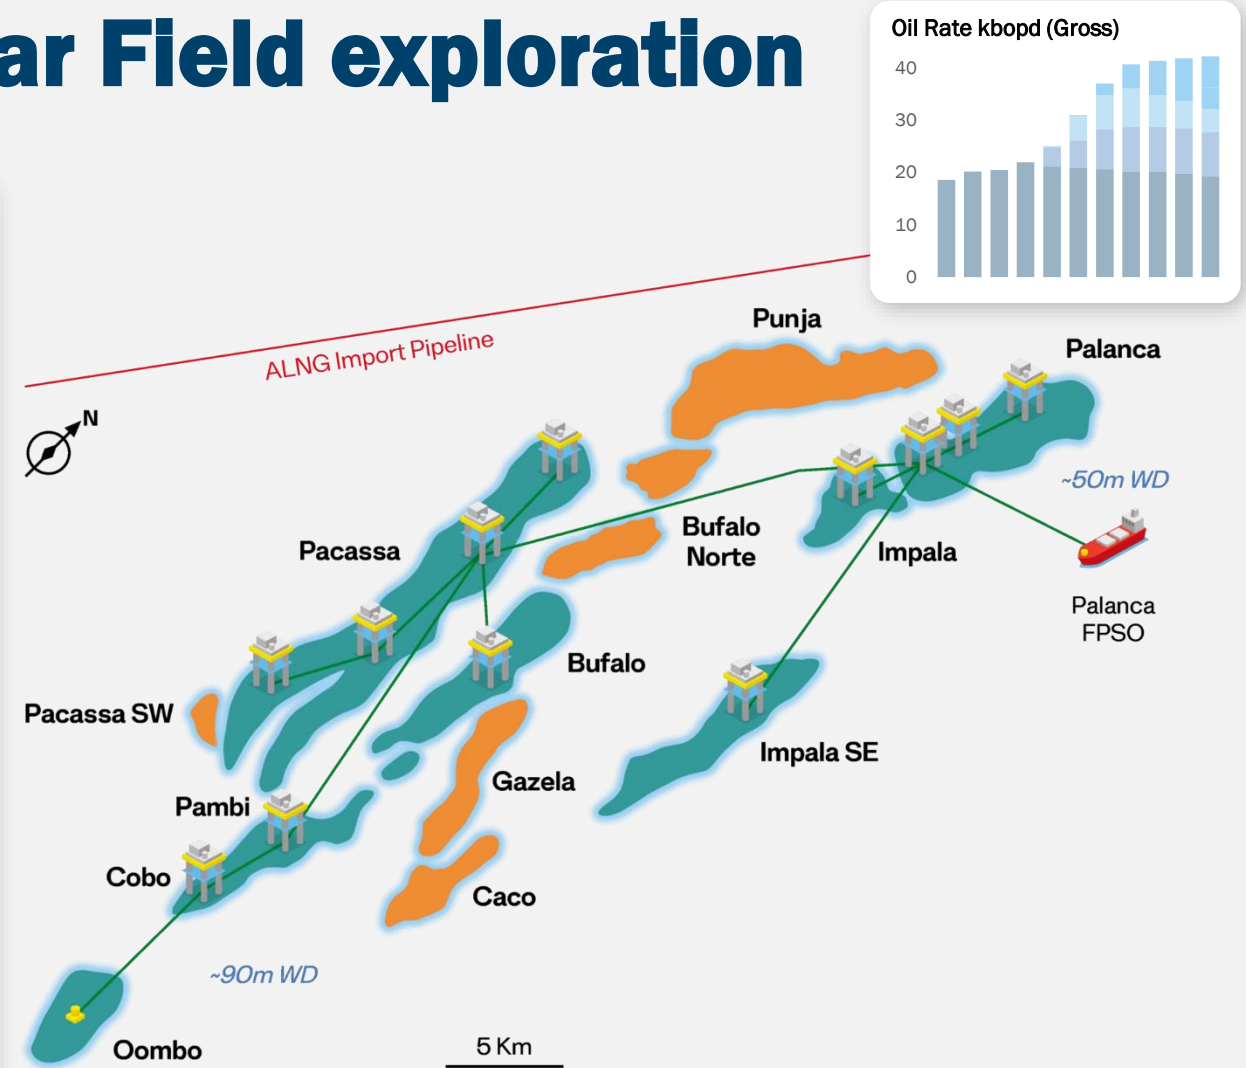 ar Field exploration
Oil Rate kbopd (Gross)
40
30
20
10
0
Punja
Palanca
ALNG Import Pipeline
N
~50m WD
Pacassa
Bufalo
Norte
Impala
Palanca
FPSO
Bufalo
Pacassa SW
Impala SE
Gazela
Pambi
Cobo
Caco
~90m WD
Oombo
5 Km